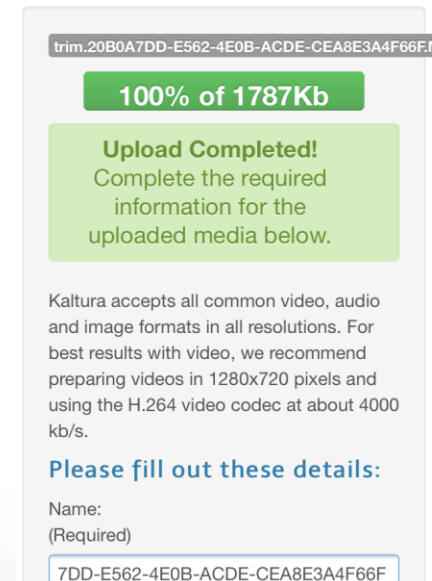 trim.20B0A7DD-E562-4E0B-ACDE-CEA8E3A4F66F.M
100% of 1787Kb
Upload Completed!
Complete the required
information for the
uploaded media below.
Kaltura accepts all common video, audio
and image formats in all resolutions. For
best results with video, we recommend
preparing videos in 1280x720 pixels and
using the H.264 video codec at about 4000
kb/s.
Please fill out these details:
Name:
(Required)
7DD-E562-4E0B-ACDE-CEA8E3A4F66F